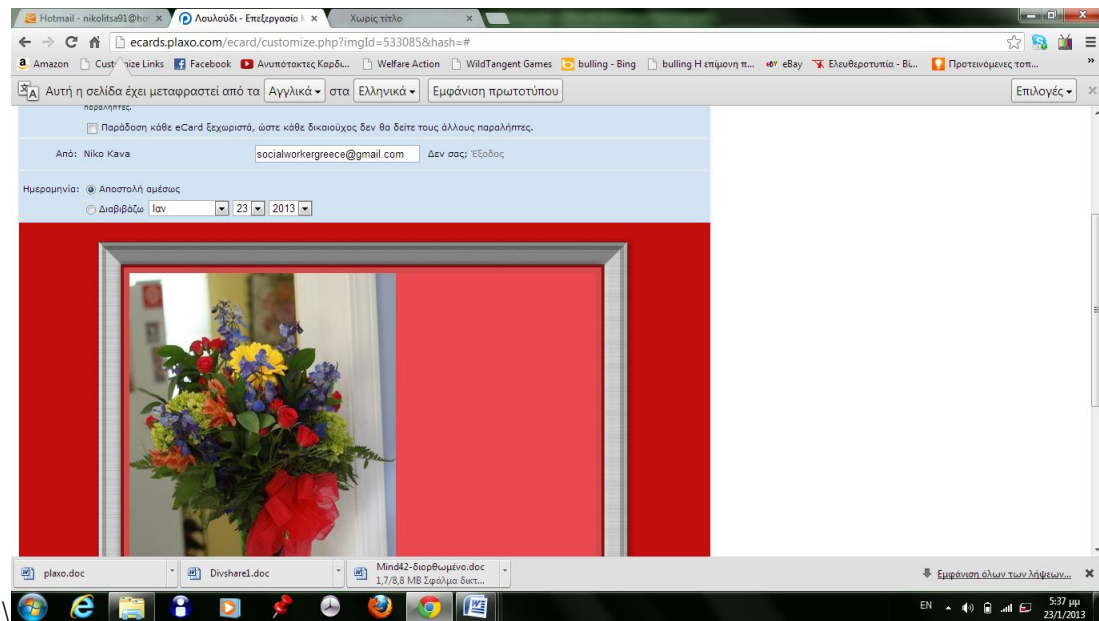 Hotmail - nikolitsa91@ho
Λουλούδι - Επεξεργασία
Χωρίς τίτλο
ecards.plaxo.com/ecard/customize.php?imgId=533085&hash=#
Amazon
Customize Links
Facebook
Ανυπότακτες Καρδι...
Welfare Action
WildTangent Games
bulling - Bing
bulling Η επίμονη π...
eBay
Ελευθεροτυπία - Βι...
Προτεινόμενες τοπ...
Αυτή η σελίδα έχει μεταφραστεί από τα Αγγλικά στα Ελληνικά Εμφάνιση πρωτοτύπου Επιλογές
παραλήπτες.
Παράδοση κάθε eCard ξεχωριστά, ώστε κάθε δικαιούχος δεν θα δείτε τους άλλους παραλήπτες.
Από: Niko Kava socialworkergreece@gmail.com Δεν σας; Έξοδος
Ημερομηνία: Αποστολή αμέσως
Διαβιβάζω Ιαν 23 2013
plaxo.doc
Divshare1.doc
Mind42-διορθωμένο.doc
1,7/8,8 MB Σφάλμα δικτ...
Εμφάνιση όλων των λήψεων...
\
EN
5:37 μμ
23/1/2013